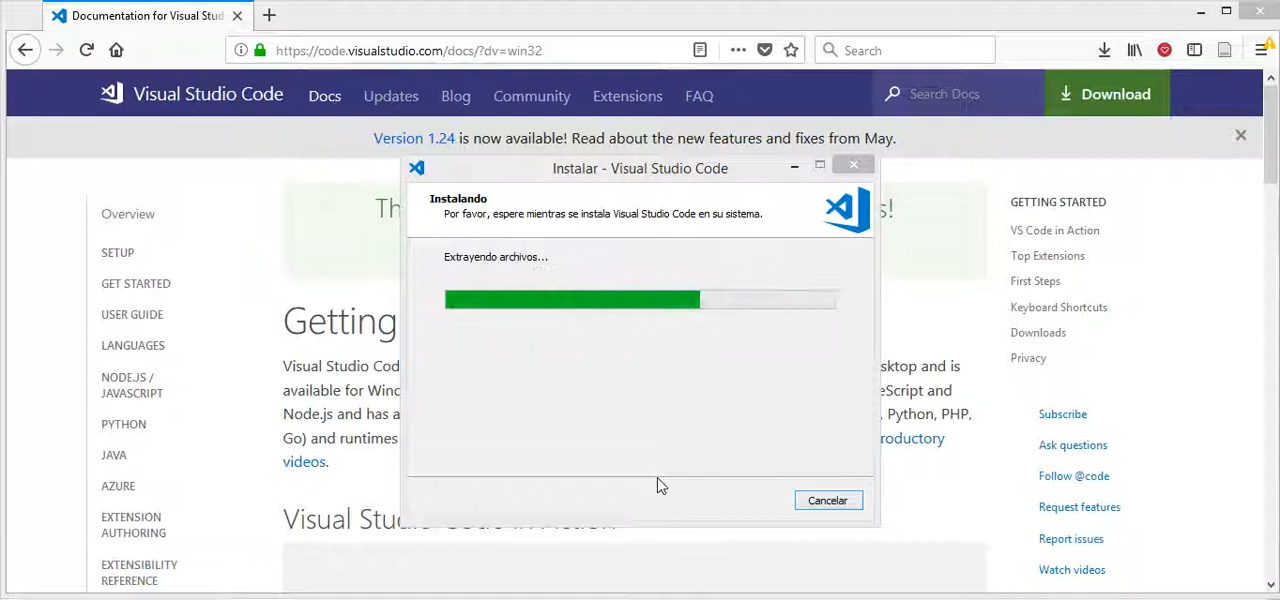 Documentation for Visual Stud
https://code.visualstudio.com/docs/?dv=win32
Search
Visual Studio Code
Docs
Updates
Blog
Community
Extensions
FAQ
Search Docs
Download
Version 1.24 is now available! Read about the new features and fixes from May.
Instalar - Visual Studio Code
Instalando
Por favor, espere mientras se instala Visual Studio Code en su sistema.
Extrayendo archivos...
Cancelar
Overview
SETUP
GET STARTED
USER GUIDE
LANGUAGES
NODE.JS /
JAVASCRIPT
PYTHON
JAVA
AZURE
EXTENSION
AUTHORING
EXTENSIBILITY
REFERENCE
Th
s!
Getting
Visual Studio Cod
sktop and is
available for Wind
eScript and
Node.js and has a
, Python, PHP,
Go) and runtimes
roductory
videos.
Visual Studio Code in Action
GETTING STARTED
VS Code in Action
Top Extensions
First Steps
Keyboard Shortcuts
Downloads
Privacy
Subscribe
Ask questions
Follow @code
Request features
Report issues
Watch videos